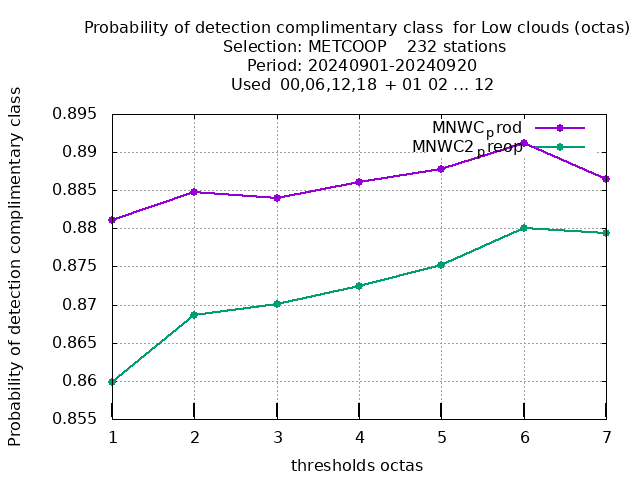 Probability of detection complimentary class  for Low clouds (octas)
Selection: METCOOP    232 stations
Period: 20240901-20240920
Used  00,06,12,18  + 01 02 ... 12
Probability of detection complimentary class
0.895
0.89
0.885
0.88
0.875
0.87
0.865
0.86
0.855
MNWCprod
MNWC2preop
1 2 3 4 5 6 7
thresholds octas